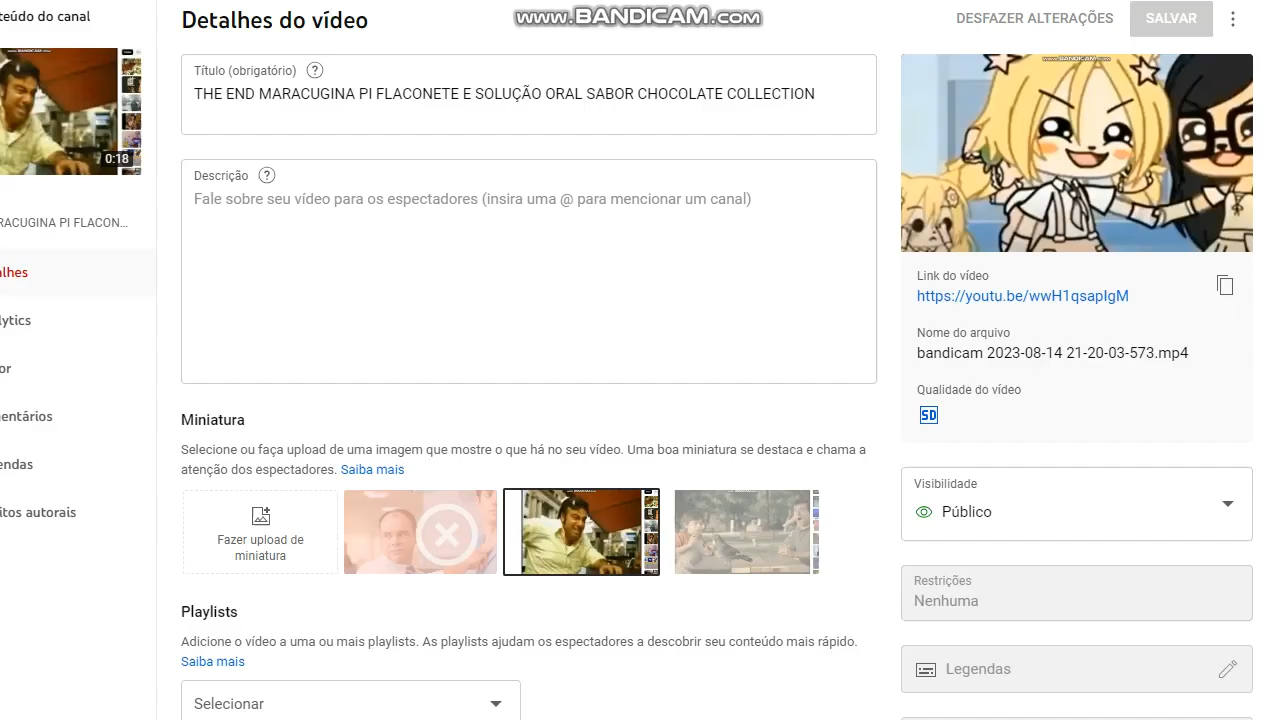 teúdo do canal
Detalhes do vídeo
www.BANDICAM.com
DESFAZER ALTERAÇÕES
SALVAR
0:18
RACUGINA PI FLACON...
alhes
lytics
or
entários
endas
itos autorais
Título (obrigatório)
THE END MARACUGINA PI FLACONETE E SOLUÇÃO ORAL SABOR CHOCOLATE COLLECTION
Descrição
Fale sobre seu vídeo para os espectadores (insira uma @ para mencionar um canal)
Miniatura
Selecione ou faça upload de uma imagem que mostre o que há no seu vídeo. Uma boa miniatura se destaca e chama a
atenção dos espectadores. Saiba mais
Fazer upload de
miniatura
Playlists
Adicione o vídeo a uma ou mais playlists. As playlists ajudam os espectadores a descobrir seu conteúdo mais rápido.
Saiba mais
Selecionar
www.BANDICAM.com
Link do vídeo
https://youtu.be/wwH1qsapIgM
Nome do arquivo
bandicam 2023-08-14 21-20-03-573.mp4
Qualidade do vídeo
SD
Visibilidade
Público
Restrições
Nenhuma
Legendas